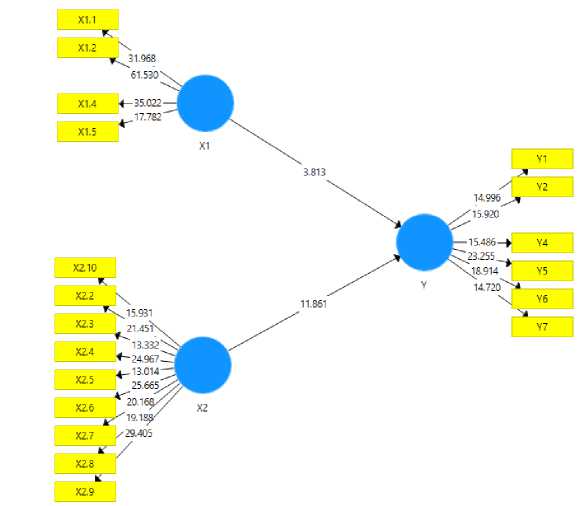 X1.1
X1.2
X1.4
X1.5
31.968
61.530
35.022
17.782
X1
3.813
Y1
Y2
Y4
Y5
Y6
Y7
14.996
15.920
15.486
23.255
18.914
14.720
Y
11.861
X2.10
X2.2
X2.3
X2.4
X2.5
X2.6
X2.7
X2.8
X2.9
15.931
21.451
13.332
24.967
13.014
25.665
20.168
19.188
29.405
X2